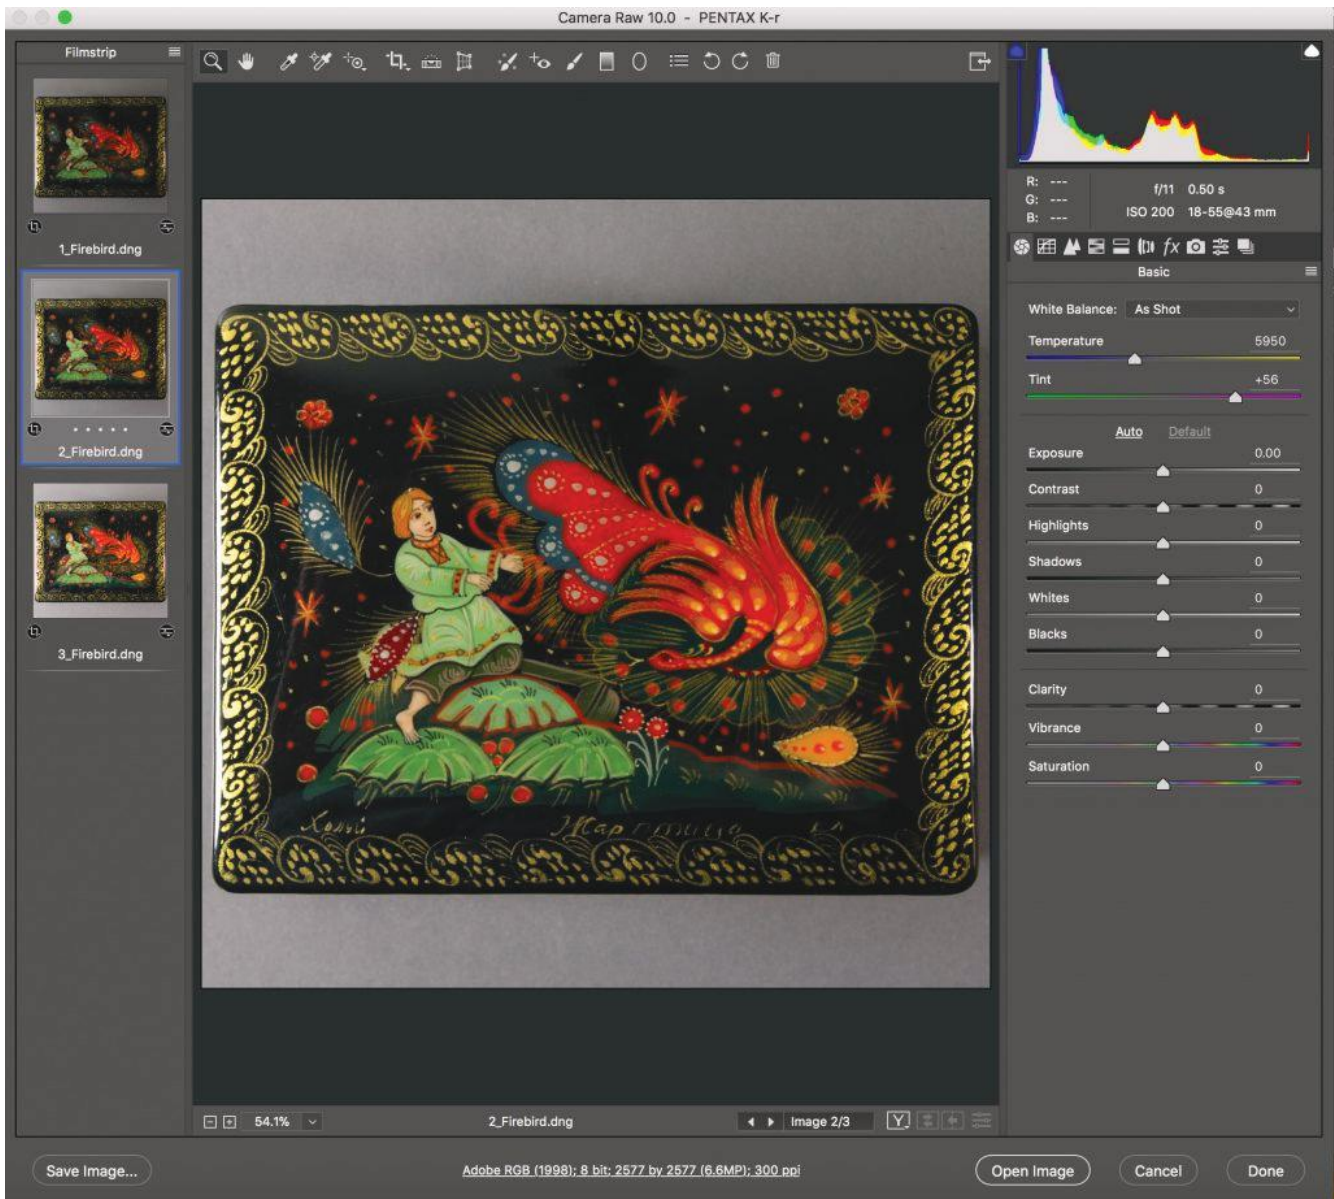 Camera Raw 10.0 - PENTAX K-r
Filmstrip
1_Firebird.dng
2_Firebird.dng
3_Firebird.dng
R: ---
G: ---
B: ---
f/11 0.50 s
ISO 200 18-55@43 mm
fx
Basic
White Balance: As Shot
Temperature 5950
Tint +56
Auto Default
Exposure 0.00
Contrast 0
Highlights 0
Shadows 0
Whites 0
Blacks 0
Clarity 0
Vibrance 0
Saturation 0
Холуй Жар птица
54.1% 2_Firebird.dng Image 2/3 Y
Save Image... Adobe RGB (1998); 8 bit; 2577 by 2577 (6.6MP); 300 ppi Open Image Cancel Done